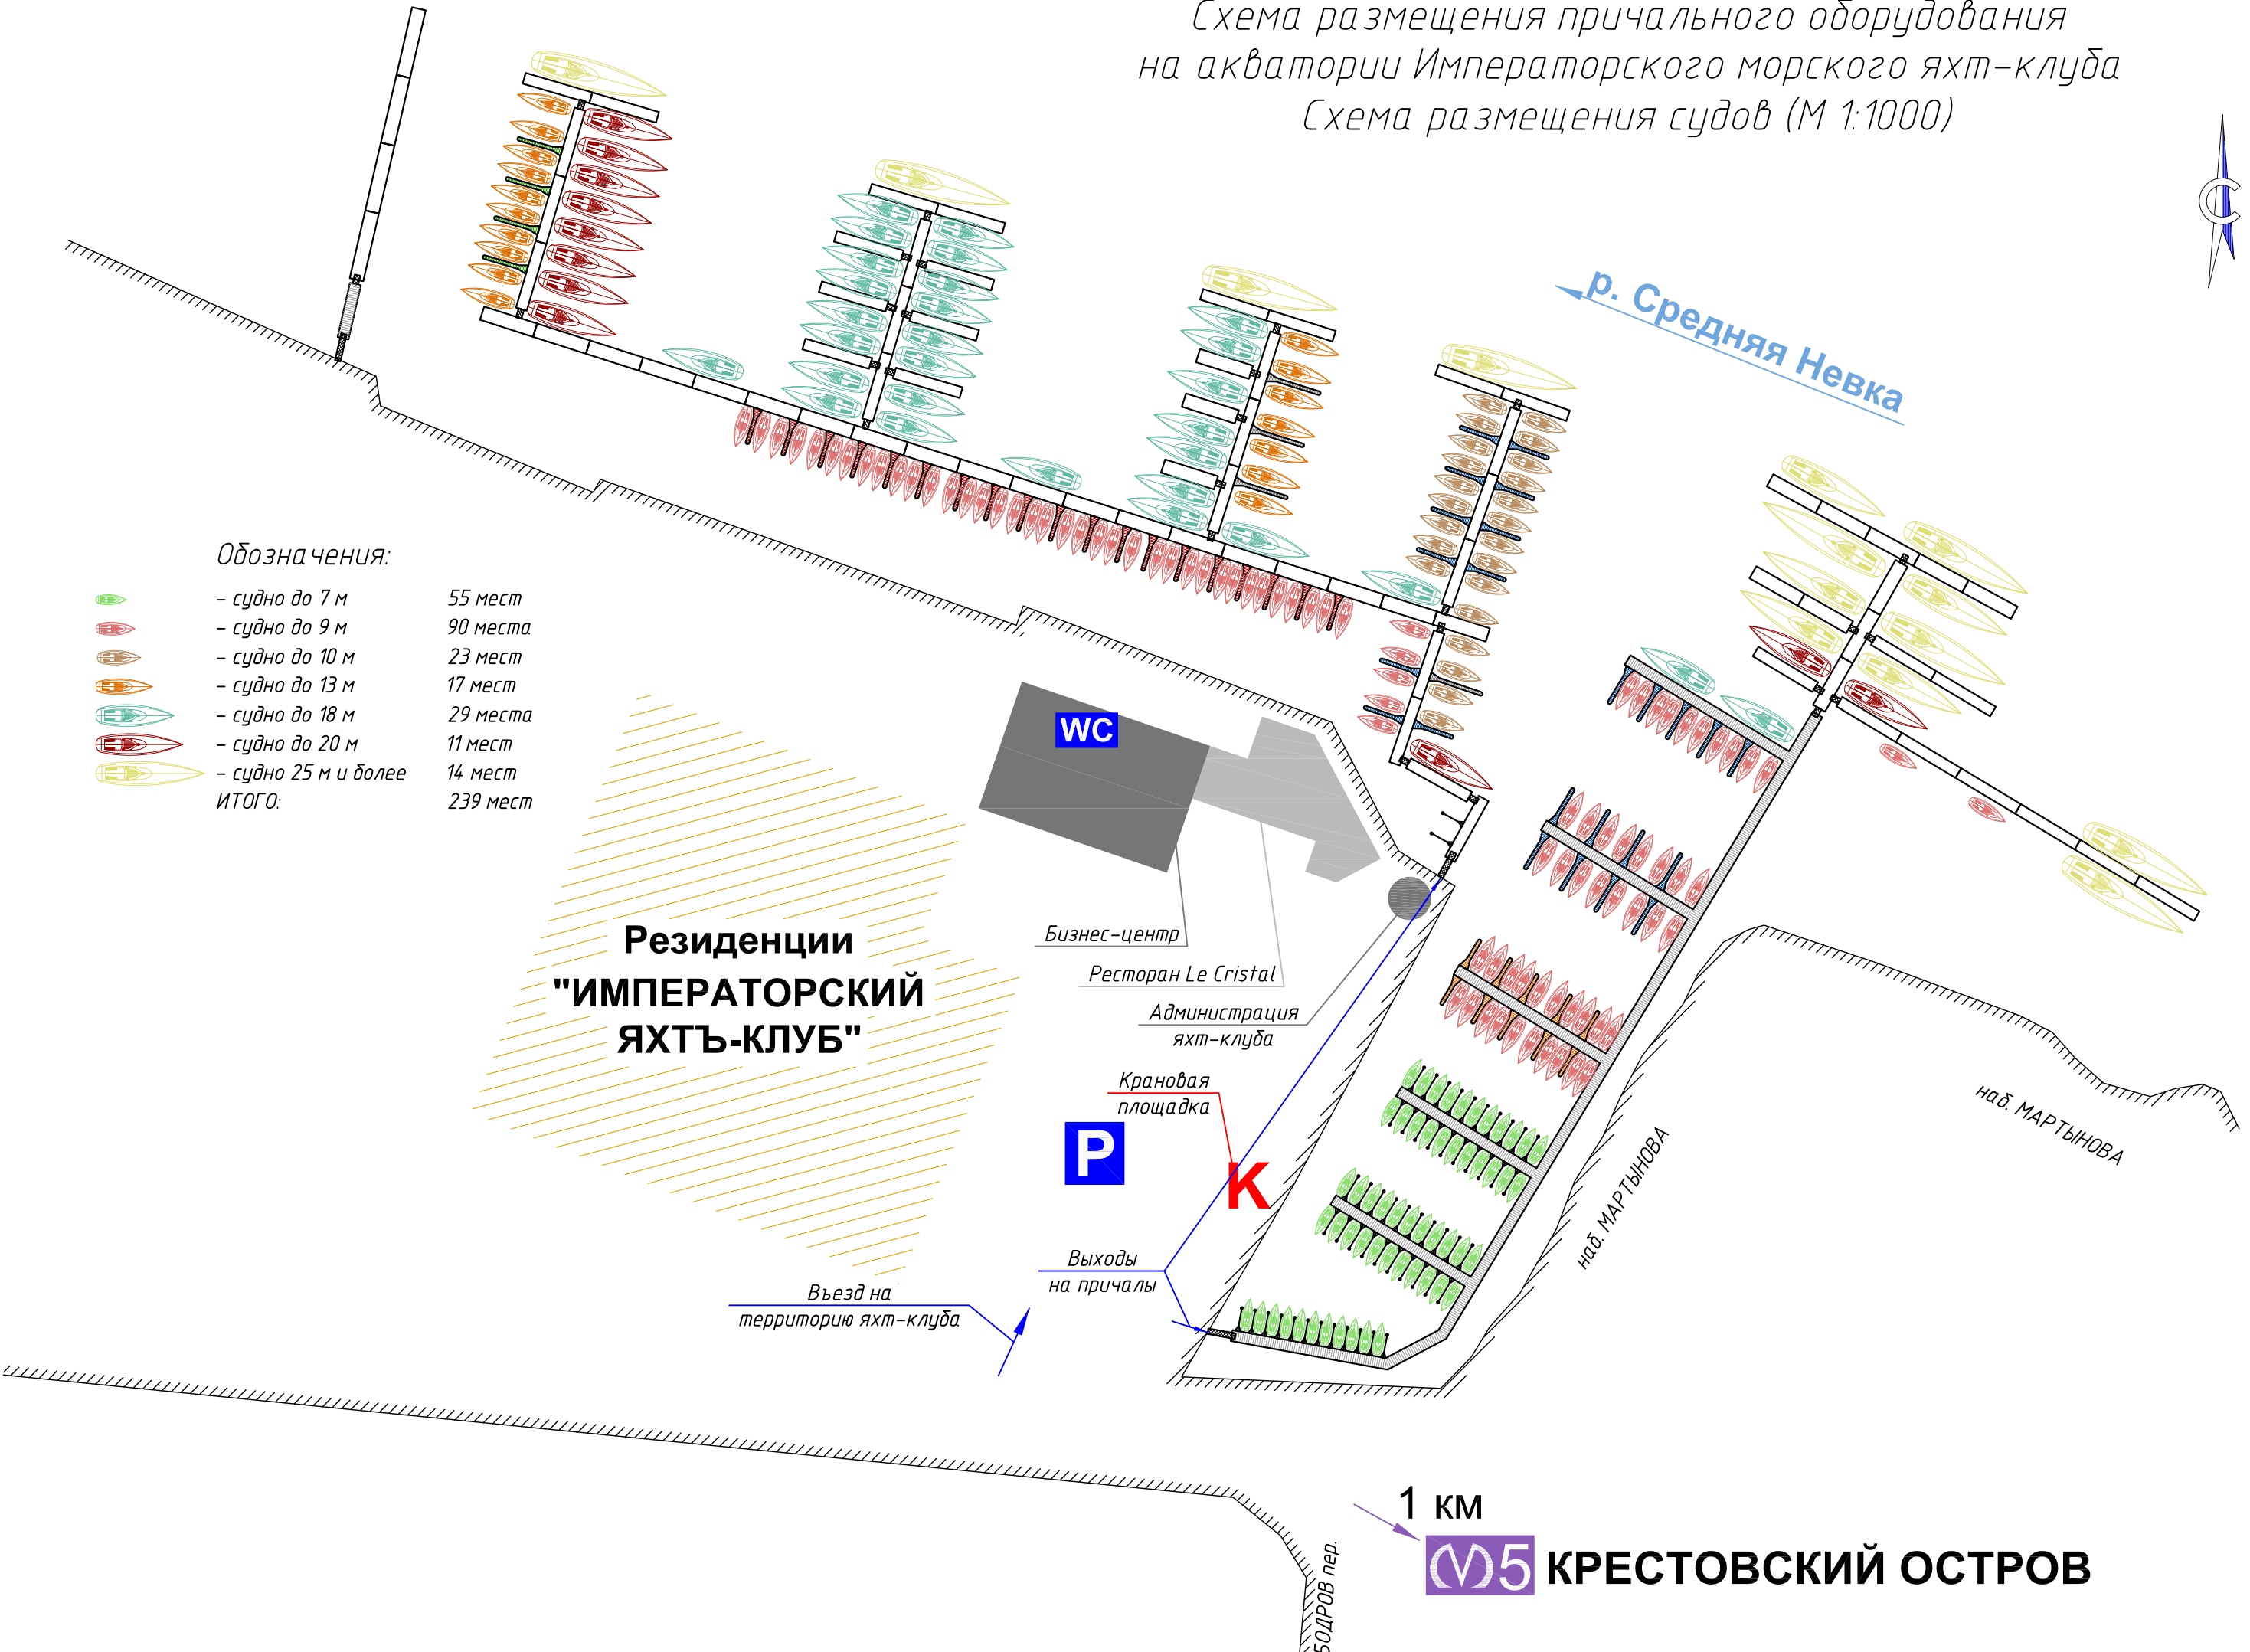 Схема размещения причального оборудования
на акватории Императорского морского яхт-клуба
Схема размещения судов (М 1:1000)
С
р. Средняя Невка
Обозначения:
- судно до 7 м 55 мест
- судно до 9 м 90 места
- судно до 10 м 23 мест
- судно до 13 м 17 мест
- судно до 18 м 29 места
- судно до 20 м 11 мест
- судно 25 м и более 14 мест
ИТОГО: 239 мест
WC
Резиденции
"ИМПЕРАТОРСКИЙ
ЯХТЪ-КЛУБ"
Бизнес-центр
Ресторан Le Cristal
Администрация
яхт-клуба
Крановая
площадка
P
К
Выходы
на причалы
Въезд на
территорию яхт-клуба
наб. МАРТЫНОВА
наб. МАРТЫНОВА
1 км
М5 КРЕСТОВСКИЙ ОСТРОВ
БОДРОВ пер.